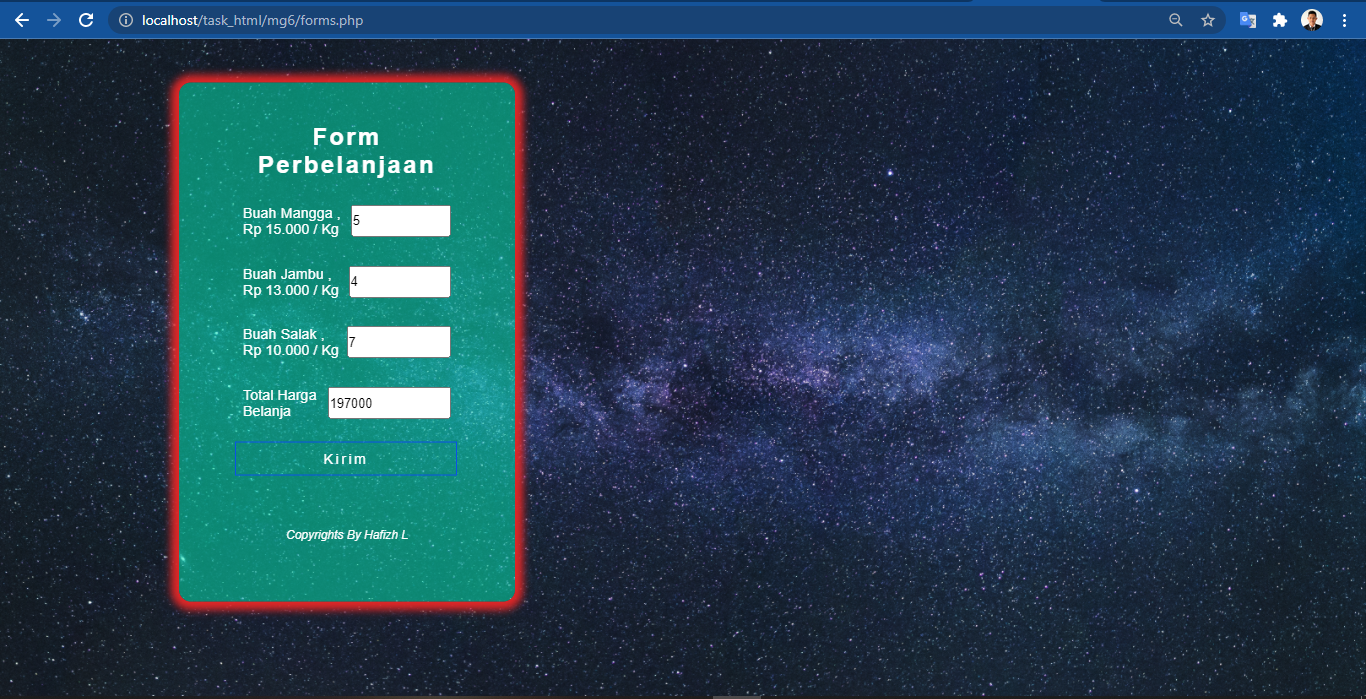 localhost/task_html/mg6/forms.php
Form
Perbelanjaan
Buah Mangga ,
Rp 15.000 / Kg
5
Buah Jambu ,
Rp 13.000 / Kg
4
Buah Salak ,
Rp 10.000 / Kg
7
Total Harga
Belanja
197000
Kirim
Copyrights By Hafizh L